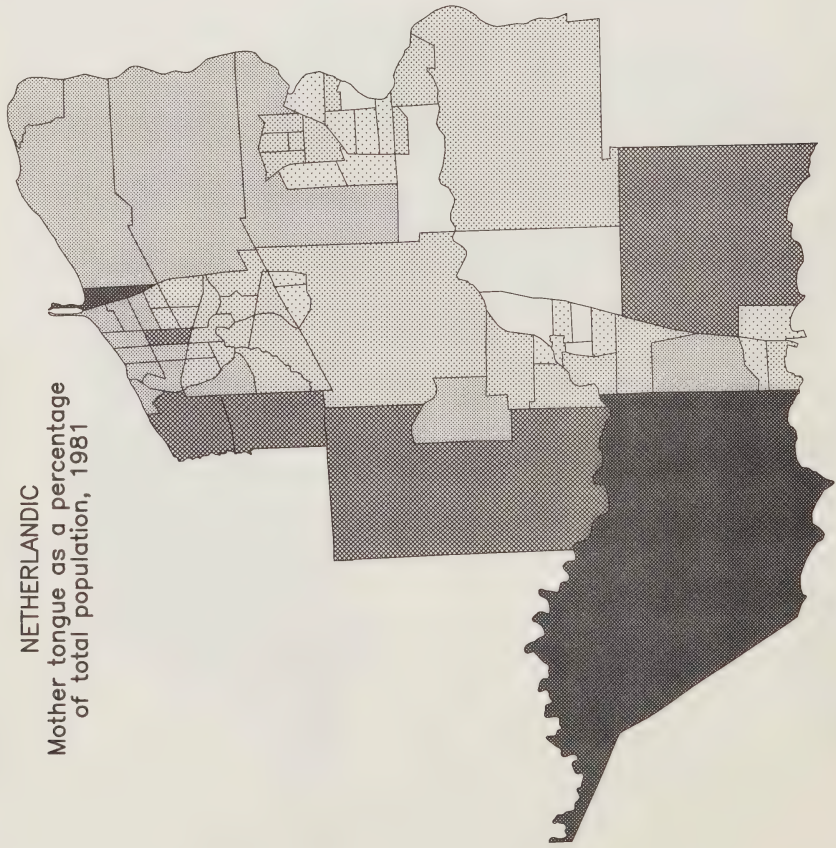 NETHERLANDIC
Mother tongue as a percentage
of total population, 1981